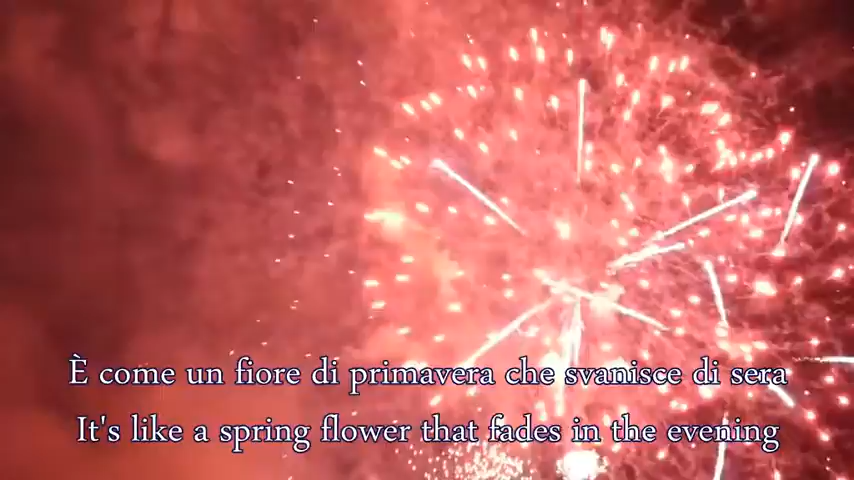 È come un fiore di primavera che svanisce di sera
It's like a spring flower that fades in the evening